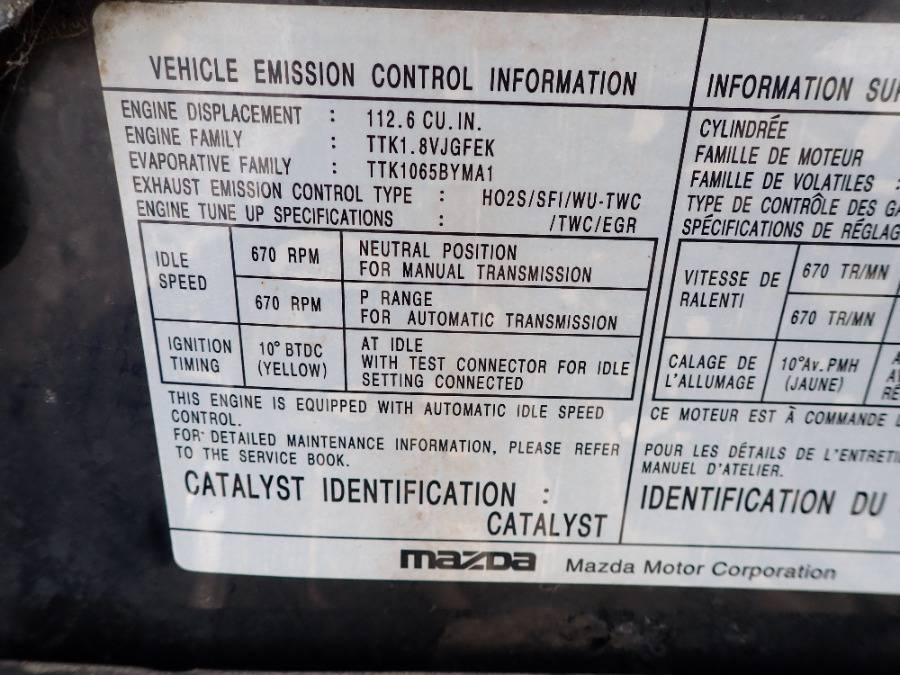 VEHICLE EMISSION CONTROL INFORMATION
ENGINE DISPLACEMENT : 112.6 CU.IN.
ENGINE FAMILY : TTK1.8VJGFEK
EVAPORATIVE FAMILY : TTK1065BYMA1
EXHAUST EMISSION CONTROL TYPE : HO2S/SFI/WU-TWC
ENGINE TUNE UP SPECIFICATIONS : /TWC/EGR
IDLE SPEED
670 RPM
NEUTRAL POSITION
FOR MANUAL TRANSMISSION
670 RPM
P RANGE
FOR AUTOMATIC TRANSMISSION
IGNITION
TIMING
10° BTDC
(YELLOW)
AT IDLE
WITH TEST CONNECTOR FOR IDLE
SETTING CONNECTED
THIS ENGINE IS EQUIPPED WITH AUTOMATIC IDLE SPEED
CONTROL.
FOR DETAILED MAINTENANCE INFORMATION, PLEASE REFER
TO THE SERVICE BOOK.
CATALYST IDENTIFICATION :
CATALYST
INFORMATION SU
CYLINDRÉE
FAMILLE DE MOTEUR
FAMILLE DE VOLATILES :
TYPE DE CONTRÔLE DES GA
SPÉCIFICATIONS DE RÉGLAG
VITESSE DE
RALENTI
670 TR/MN
670 TR/MN
CALAGE DE
L'ALLUMAGE
10°Av.PMH
(JAUNE)
A
AV
RÉ
CE MOTEUR EST À COMMANDE
POUR LES DÉTAILS DE L'ENTRETI
MANUEL D'ATELIER.
IDENTIFICATION DU
mazda Mazda Motor Corporation